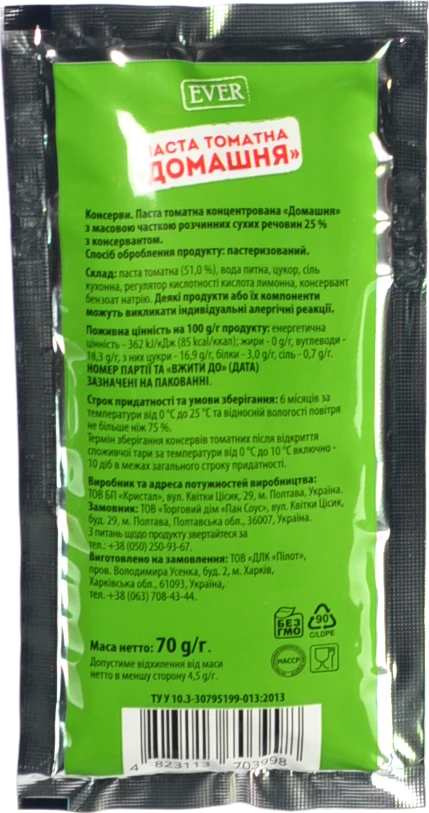 EVER
ПАСТА ТОМАТНА
«ДОМАШНЯ»
Консерви. Паста томатна концентрована «Домашня»
з масовою часткою розчинних сухих речовин 25 %
з консервантом.
Спосіб оброблення продукту: пастеризований.
Склад: паста томатна (51,0 %), вода питна, цукор, сіль
кухонна, регулятор кислотності кислота лимонна, консервант
бензоат натрію. Деякі продукти або їх компоненти
можуть викликати індивідуальні алергічні реакції.
Поживна цінність на 100 g/г продукту: енергетична
цінність - 362 kJ/кДж (85 kcal/ккал); жири - 0 g/г, вуглеводи -
18,3 g/г, з них цукри - 16,9 g/г, білки - 3,0 g/г, сіль - 0,7 g/г.
НОМЕР ПАРТІЇ ТА «ВЖИТИ ДО» (ДАТА)
ЗАЗНАЧЕНІ НА ПАКОВАННІ.
Строк придатності та умови зберігання: 6 місяців за
температури від 0 °С до 25 °С та відносній вологості повітря
не більше ніж 75 %.
Термін зберігання консервів томатних після відкриття
споживчої тари за температури від 0 °С до 10 °С включно -
10 діб в межах загального строку придатності.
Виробник та адреса потужностей виробництва:
ТОВ БП «Кристал», вул. Квітки Цісик, 29, м. Полтава, Україна.
Замовник: ТОВ «Торговий дім «Пан Соус», вул. Квітки Цісик,
буд. 29, м. Полтава, Полтавська обл., 36007, Україна.
З питань щодо продукту звертайтеся за
тел.: +38 (050) 250-93-67.
Виготовлено на замовлення: ТОВ «ДЛК «Пілот»,
пров. Володимира Усенка, буд. 2, м. Харків,
Харківська обл., 61093, Україна,
тел. +38 (063) 708-43-44.
БЕЗ
ГМО
90
C/LDPE
HACCP
Маса нетто: 70 g/г.
Допустиме відхилення від маси
нетто в меншу сторону 4,5 g/г.
ТУ У 10.3-30795199-013:2013
4 823113 703998